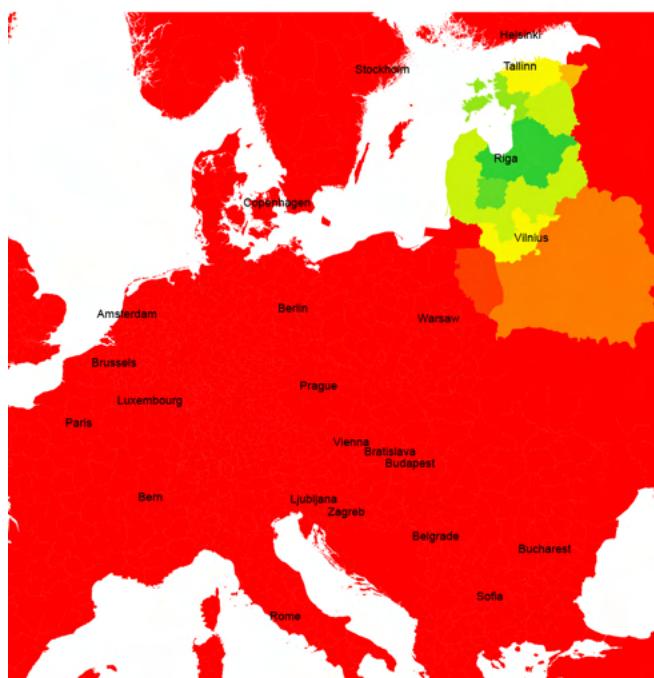 Helsinki
Tallinn
Stockholm
Riga
Copenhagen
Vilnius
Berlin
Amsterdam
Warsaw
Brussels
Prague
Luxembourg
Paris
Vienna
Bratislava
Budapest
Bern
Ljubljana
Zagreb
Belgrade
Bucharest
Sofia
Rome